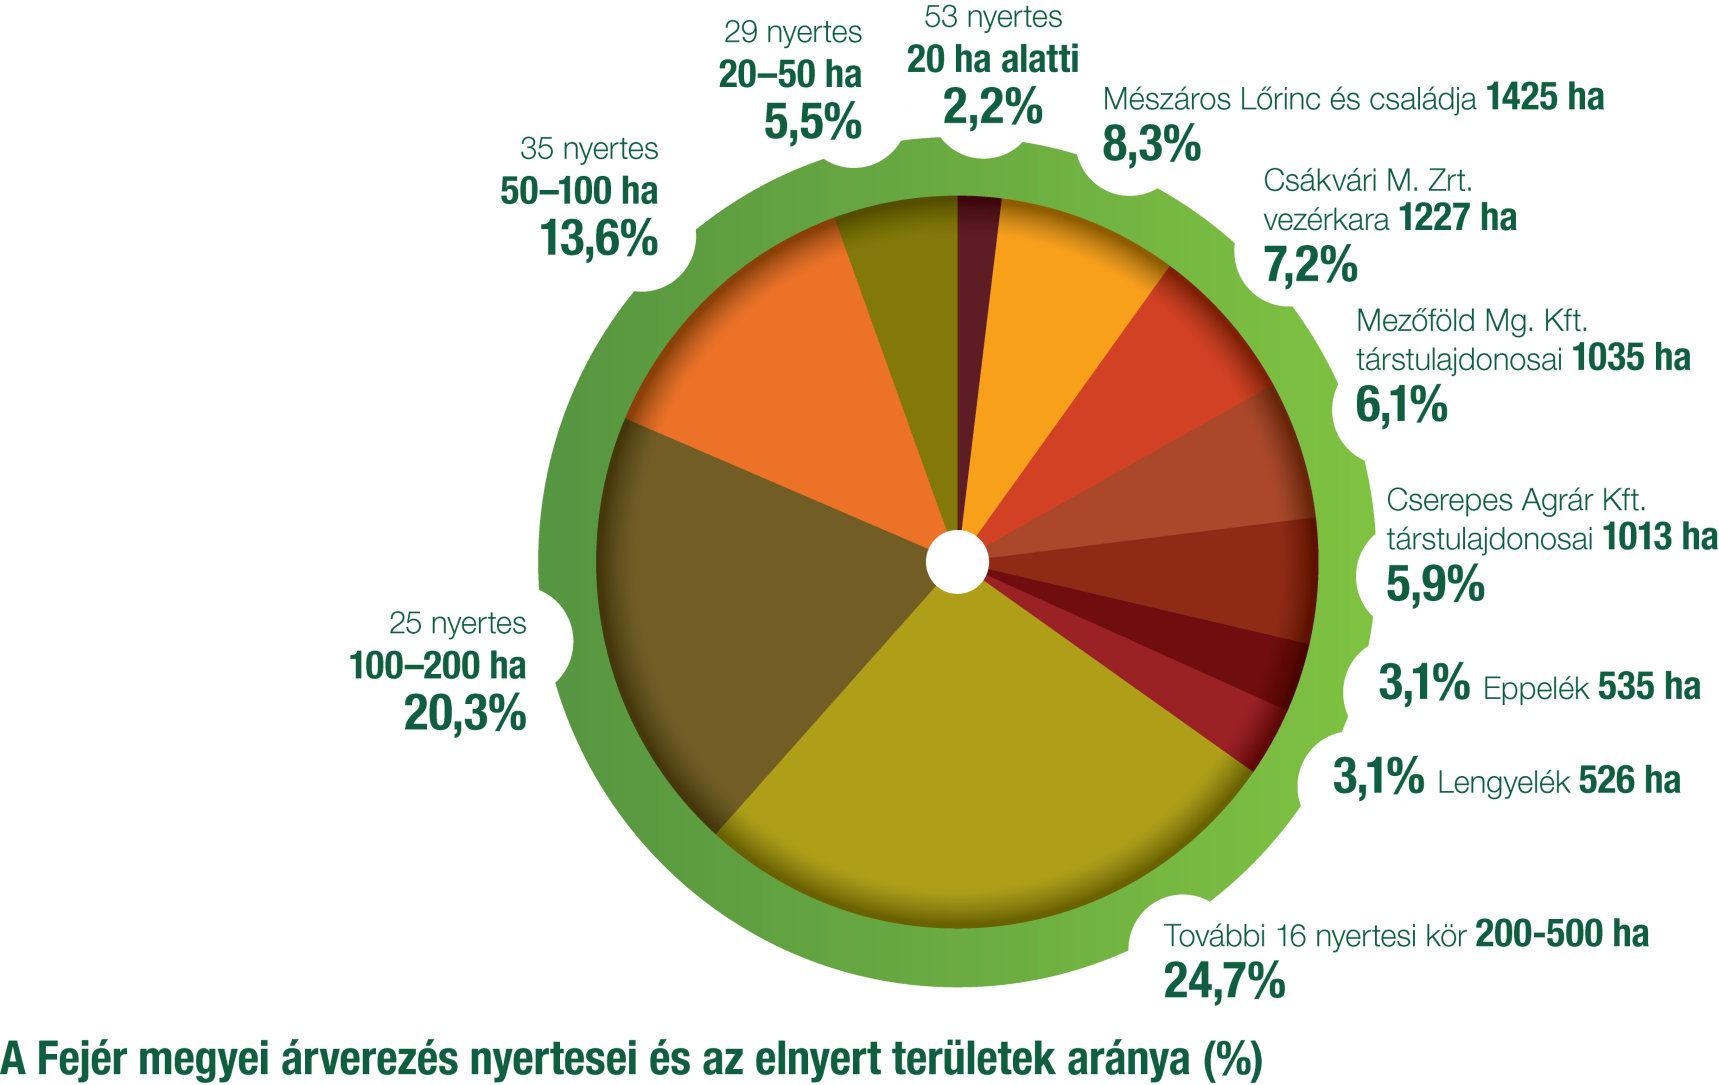 53 nyertes
20 ha alatti
2,2%
29 nyertes
20–50 ha
5,5%
Mészáros Lőrinc és családja 1425 ha
8,3%
35 nyertes
50–100 ha
13,6%
Csákvári M. Zrt.
vezérkara 1227 ha
7,2%
Mezőföld Mg. Kft.
társtulajdonosai 1035 ha
6,1%
Cserepes Agrár Kft.
társtulajdonosai 1013 ha
5,9%
25 nyertes
100–200 ha
20,3%
3,1% Eppelék 535 ha
3,1% Lengyelék 526 ha
További 16 nyertesi kör 200-500 ha
24,7%
A Fejér megyei árverezés nyertesei és az elnyert területek aránya (%)